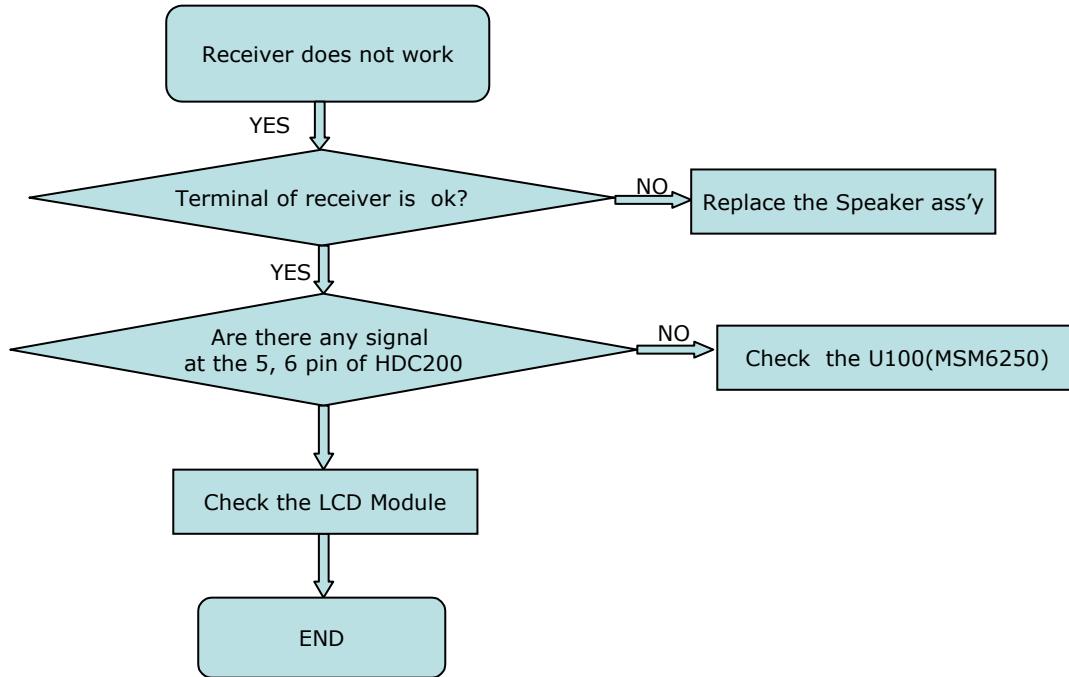 Receiver does not work
YES
Terminal of receiver is ok?
NO
Replace the Speaker ass’y
YES
Are there any signal
at the 5, 6 pin of HDC200
NO
Check the U100(MSM6250)
Check the LCD Module
END